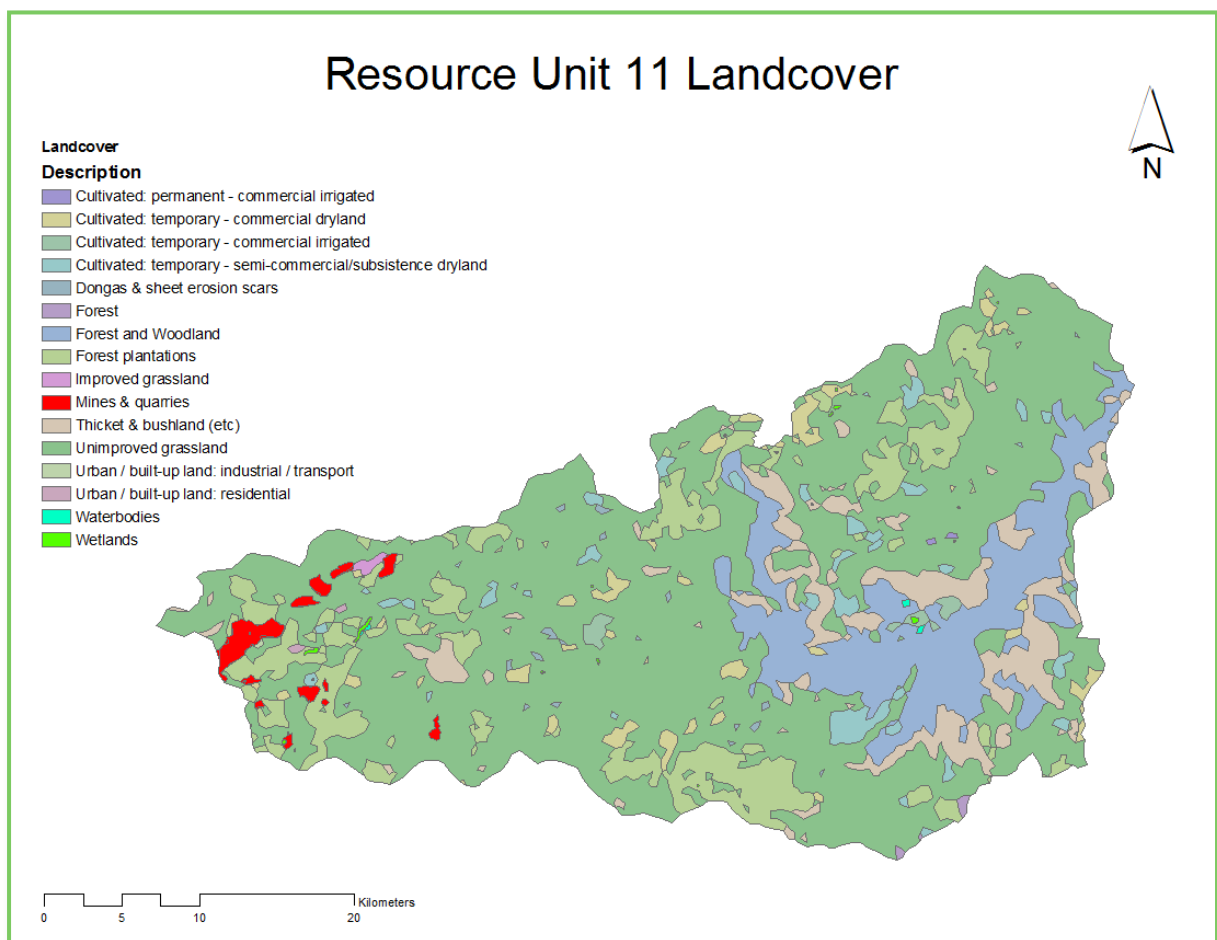 Resource Unit 11 Landcover
N
Landcover
Description
Cultivated: permanent - commercial irrigated
Cultivated: temporary - commercial dryland
Cultivated: temporary - commercial irrigated
Cultivated: temporary - semi-commercial/subsistence dryland
Dongas & sheet erosion scars
Forest
Forest and Woodland
Forest plantations
Improved grassland
Mines & quarries
Thicket & bushland (etc)
Unimproved grassland
Urban / built-up land: industrial / transport
Urban / built-up land: residential
Waterbodies
Wetlands
Kilometers
0 5 10 20